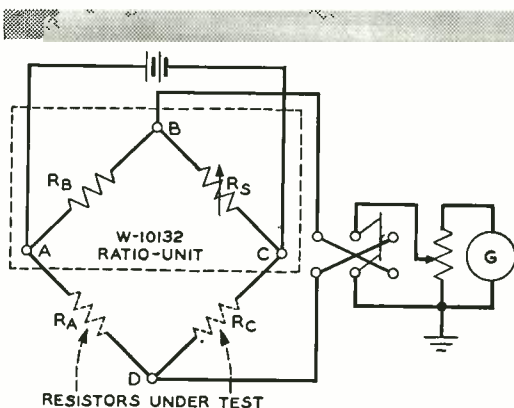 B
R_B
R_S
W-10132
RATIO-UNIT
A
C
G
R_A
R_C
D
RESISTORS UNDER TEST